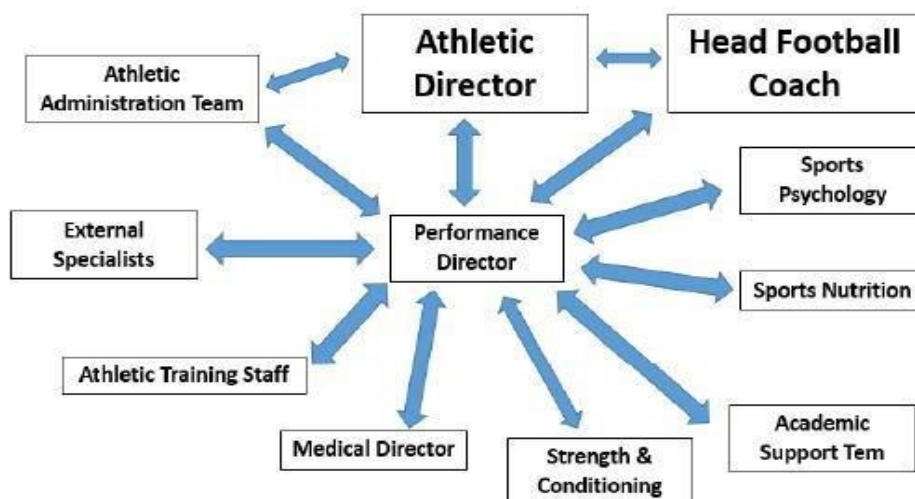 Athletic
Director
Head Football
Coach
Athletic
Administration Team
Sports
Psychology
External
Specialists
Performance
Director
Sports Nutrition
Athletic Training Staff
Medical Director
Strength &
Conditioning
Academic
Support Tem